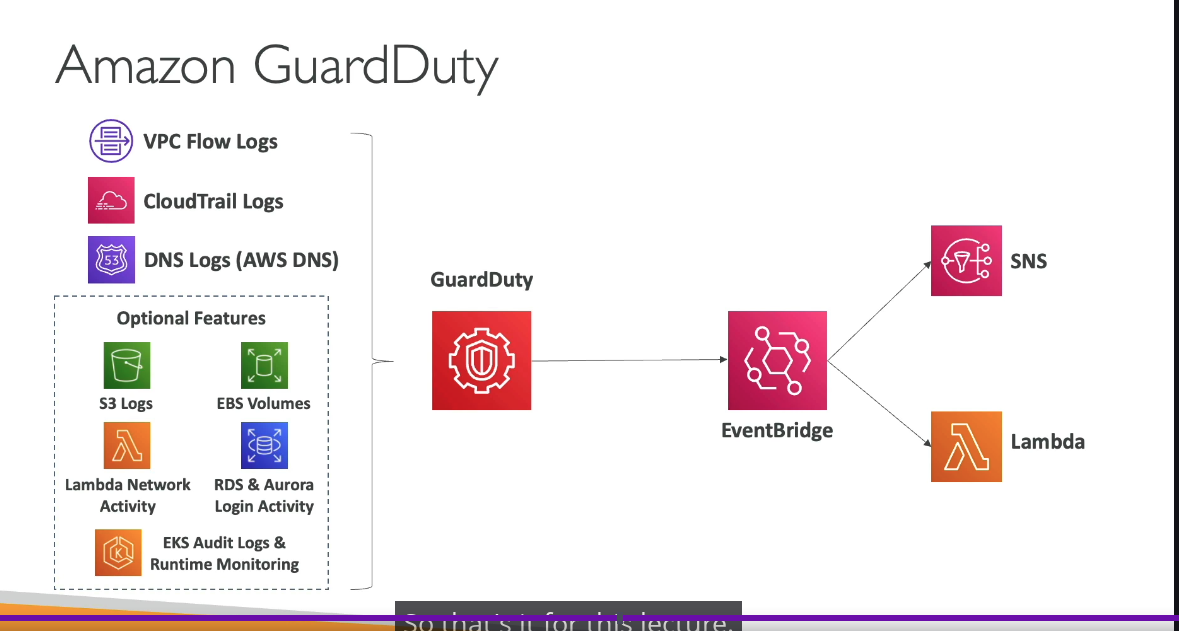 Amazon GuardDuty
VPC Flow Logs
CloudTrail Logs
53
DNS Logs (AWS DNS)
Optional Features
S3 Logs
EBS Volumes
Lambda Network
Activity
RDS & Aurora
Login Activity
K
EKS Audit Logs &
Runtime Monitoring
GuardDuty
EventBridge
SNS
Lambda
So that's it for this lecture.